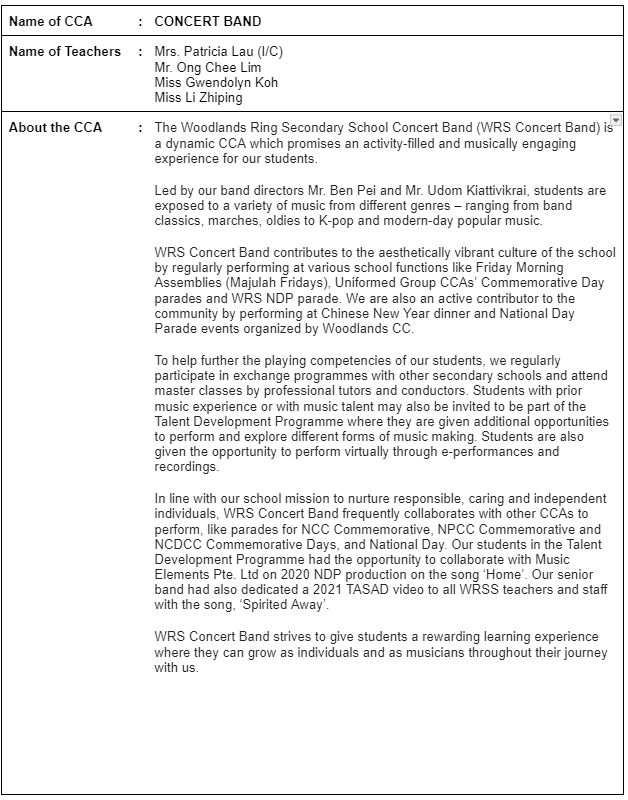 Name of CCA : CONCERT BAND
Name of Teachers : Mrs. Patricia Lau (I/C)
Mr. Ong Chee Lim
Miss Gwendolyn Koh
Miss Li Zhiping
About the CCA : The Woodlands Ring Secondary School Concert Band (WRS Concert Band) is
a dynamic CCA which promises an activity-filled and musically engaging
experience for our students.
Led by our band directors Mr. Ben Pei and Mr. Udom Kiattivikrai, students are
exposed to a variety of music from different genres – ranging from band
classics, marches, oldies to K-pop and modern-day popular music.
WRS Concert Band contributes to the aesthetically vibrant culture of the school
by regularly performing at various school functions like Friday Morning
Assemblies (Majulah Fridays), Uniformed Group CCAs’ Commemorative Day
parades and WRS NDP parade. We are also an active contributor to the
community by performing at Chinese New Year dinner and National Day
Parade events organized by Woodlands CC.
To help further the playing competencies of our students, we regularly
participate in exchange programmes with other secondary schools and attend
master classes by professional tutors and conductors. Students with prior
music experience or with music talent may also be invited to be part of the
Talent Development Programme where they are given additional opportunities
to perform and explore different forms of music making. Students are also
given the opportunity to perform virtually through e-performances and
recordings.
In line with our school mission to nurture responsible, caring and independent
individuals, WRS Concert Band frequently collaborates with other CCAs to
perform, like parades for NCC Commemorative, NPCC Commemorative and
NCDCC Commemorative Days, and National Day. Our students in the Talent
Development Programme had the opportunity to collaborate with Music
Elements Pte. Ltd on 2020 NDP production on the song ‘Home’. Our senior
band had also dedicated a 2021 TASAD video to all WRSS teachers and staff
with the song, ‘Spirited Away’.
WRS Concert Band strives to give students a rewarding learning experience
where they can grow as individuals and as musicians throughout their journey
with us.